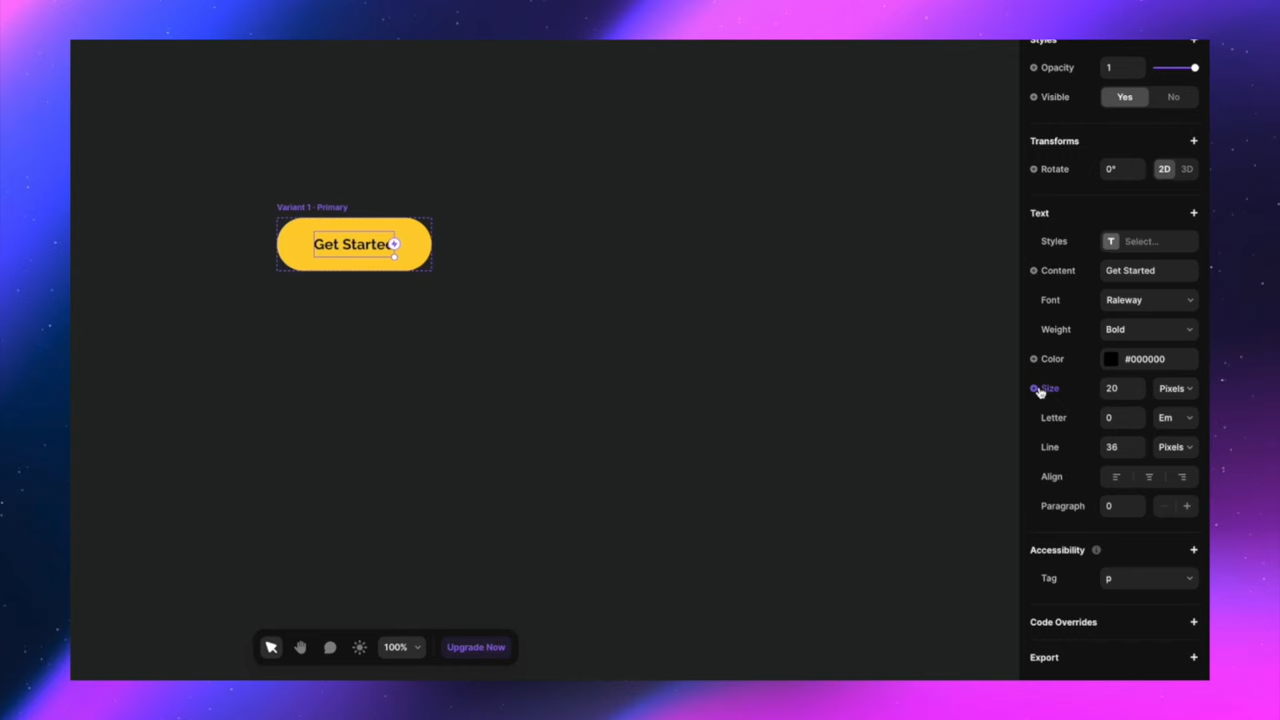 Styles
Opacity 1
Visible Yes No
Transforms
Rotate 0° 2D 3D
Variant 1 · Primary
Get Started
Text
Styles T Select...
Content Get Started
Font Raleway
Weight Bold
Color #000000
Size 20 Pixels
Letter 0 Em
Line 36 Pixels
Align
Paragraph 0
Accessibility
Tag p
Code Overrides
100% Upgrade Now
Export